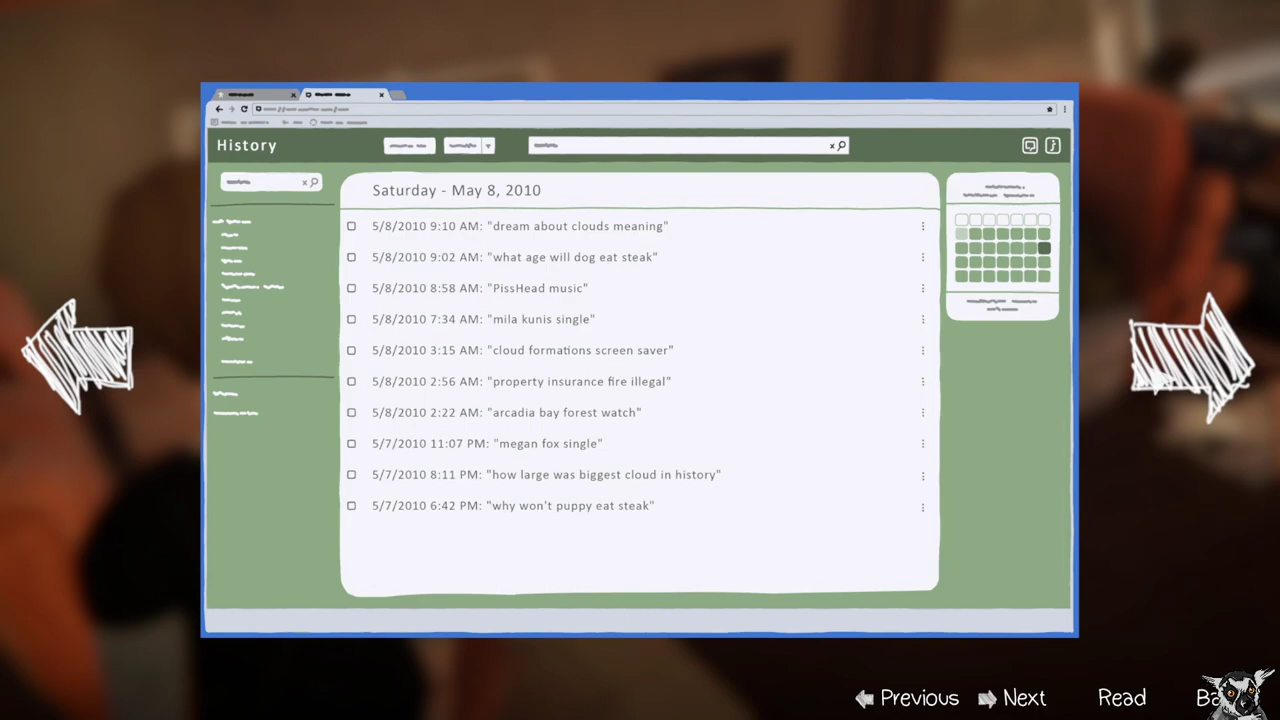 History
Saturday - May 8, 2010
5/8/2010 9:10 AM: "dream about clouds meaning"
5/8/2010 9:02 AM: "what age will dog eat steak"
5/8/2010 8:58 AM: "PissHead music"
5/8/2010 7:34 AM: "mila kunis single"
5/8/2010 3:15 AM: "cloud formations screen saver"
5/8/2010 2:56 AM: "property insurance fire illegal"
5/8/2010 2:22 AM: "arcadia bay forest watch"
5/7/2010 11:07 PM: "megan fox single"
5/7/2010 8:11 PM: "how large was biggest cloud in history"
5/7/2010 6:42 PM: "why won't puppy eat steak"
Previous Next Read